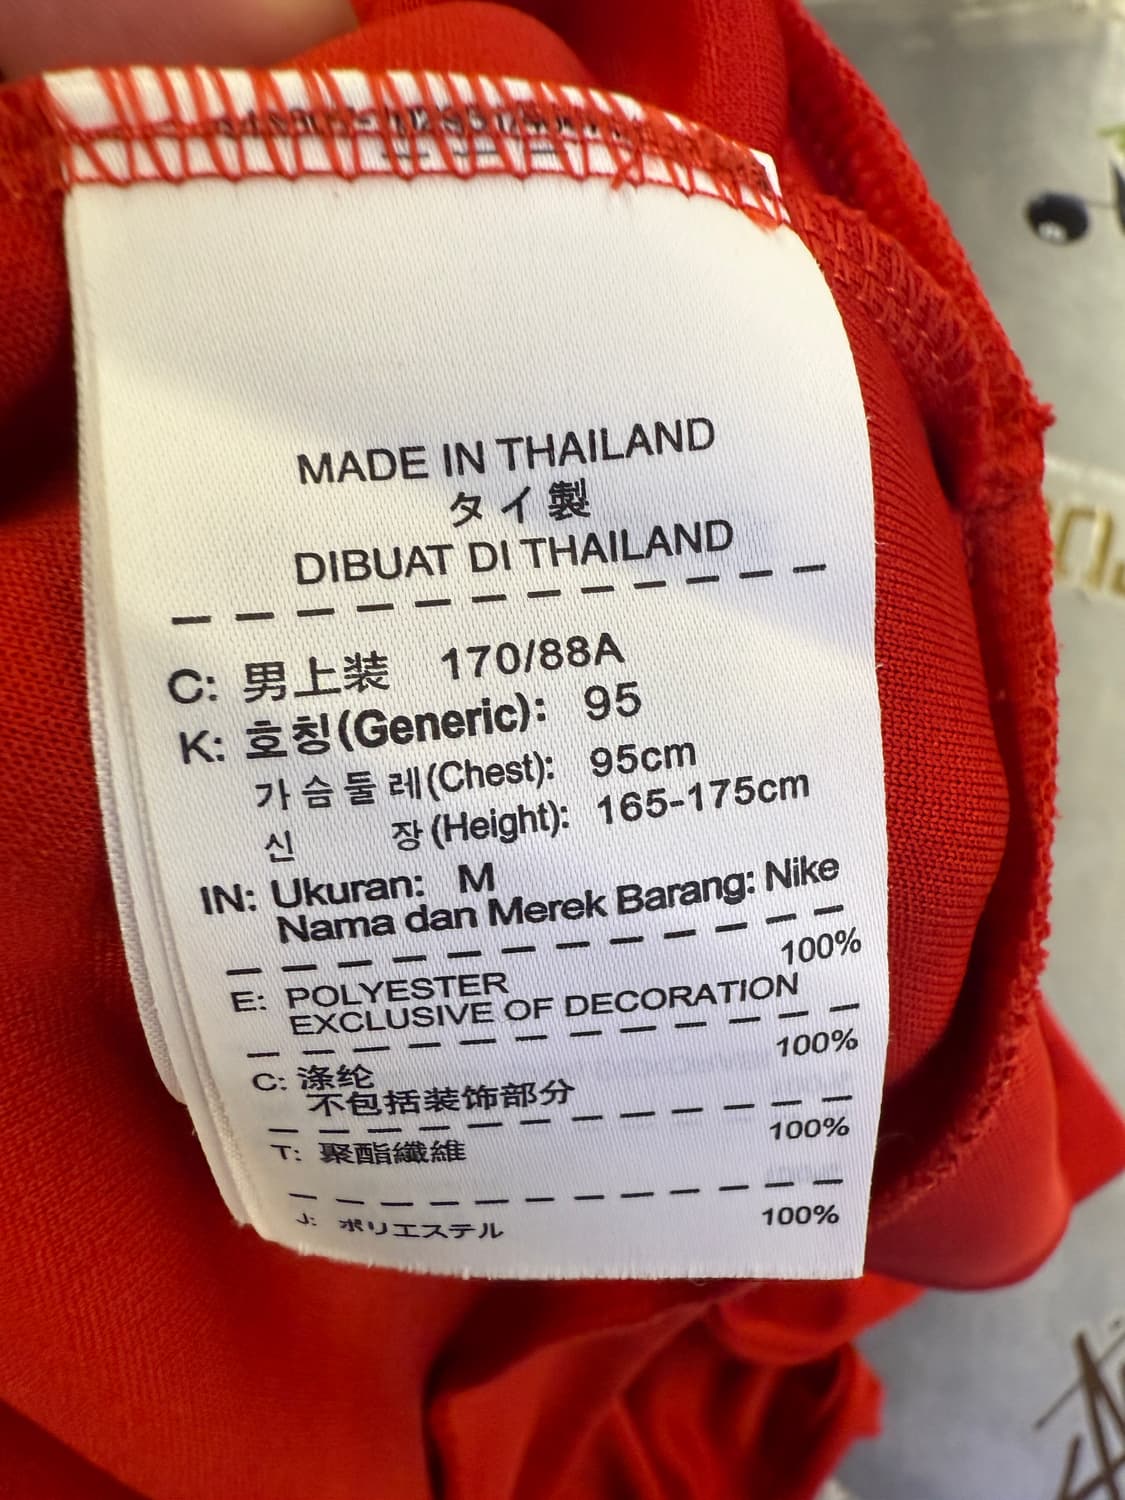 MADE IN THAILAND
タイ製
DIBUAT DI THAILAND
C: 男上装 170/88A
K: 호칭(Generic): 95
가슴둘레(Chest): 95cm
신 장(Height): 165-175cm
IN: Ukuran: M
Nama dan Merek Barang: Nike
100%
E: POLYESTER
EXCLUSIVE OF DECORATION
100%
C: 涤纶
不包括装饰部分
100%
T: 聚酯纖維
100%
J: ポリエステル